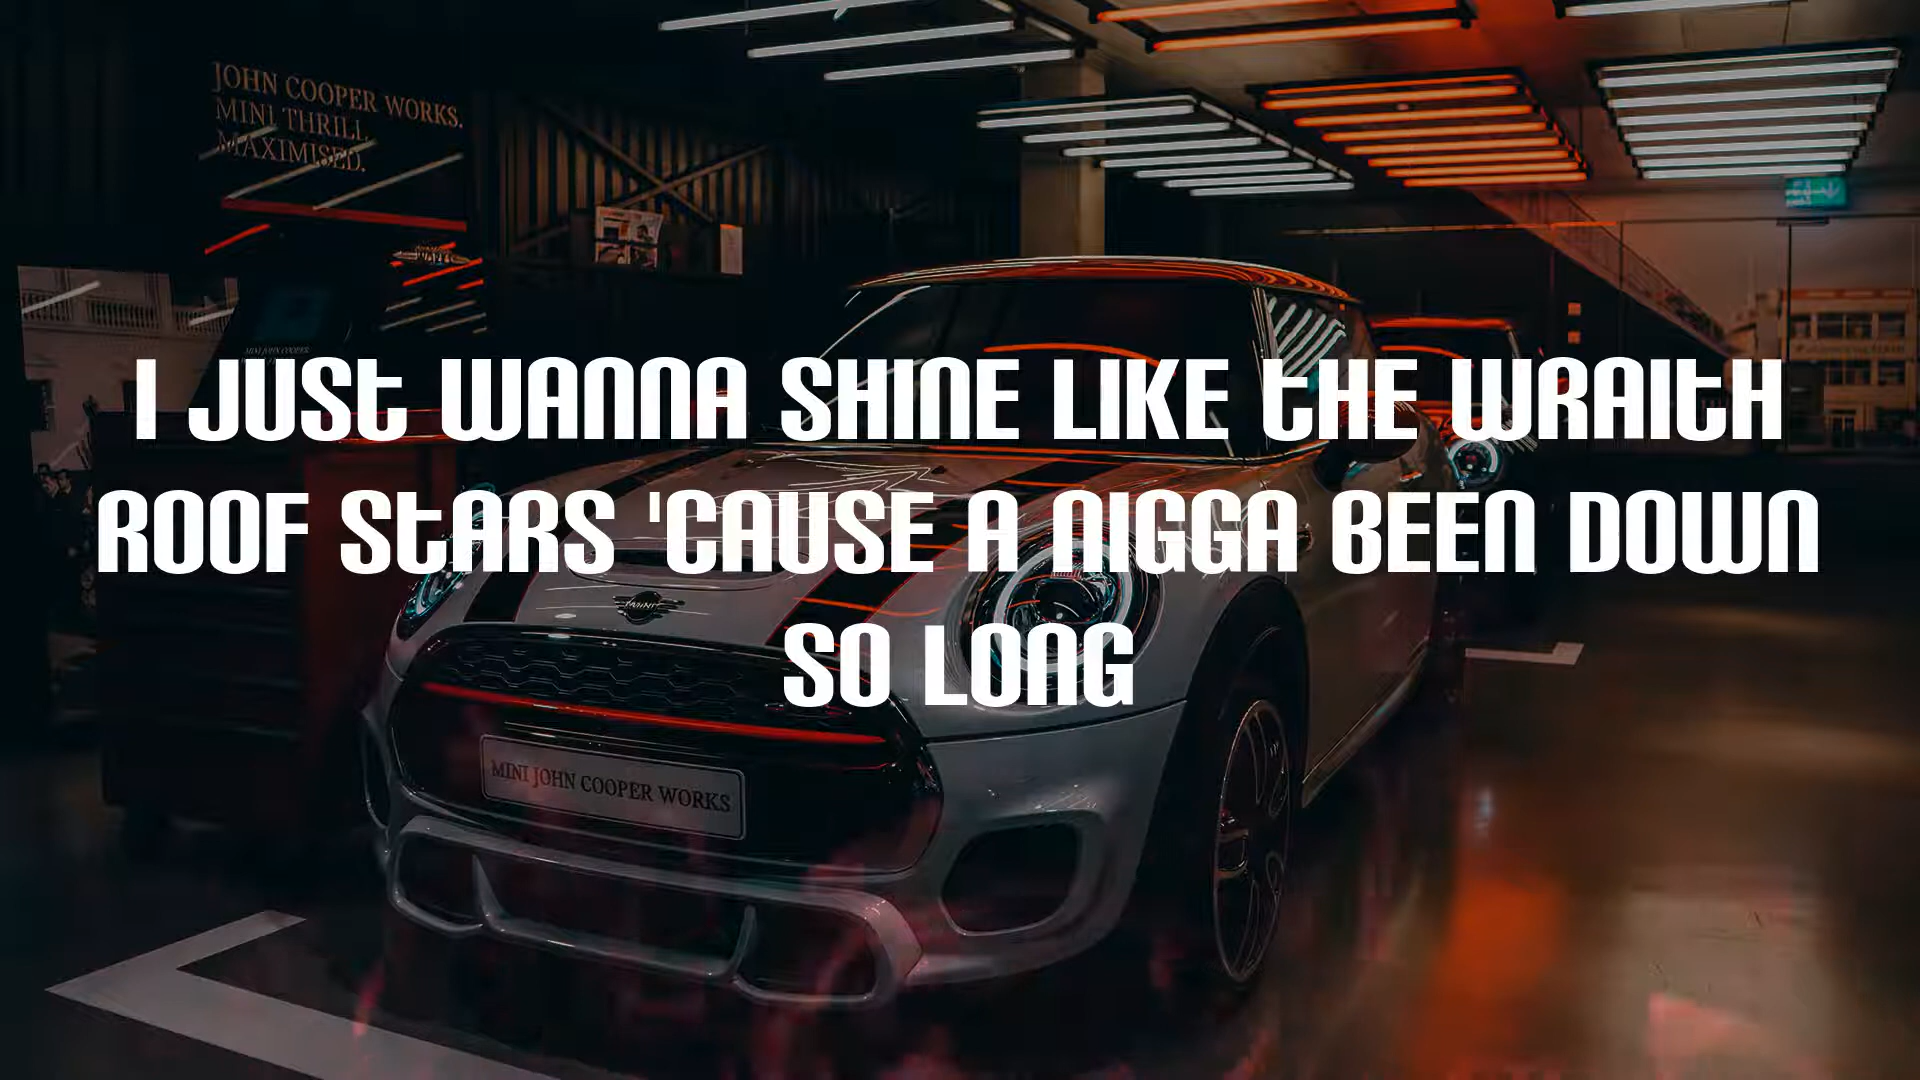 JOHN COOPER WORKS.
MINI THRILL
MAXIMISED.
I JUST WANNA SHINE LIKE THE WRAITH
ROOF STARS 'CAUSE A NIGGA BEEN DOWN
SO LONG
MINI
MINI JOHN COOPER WORKS